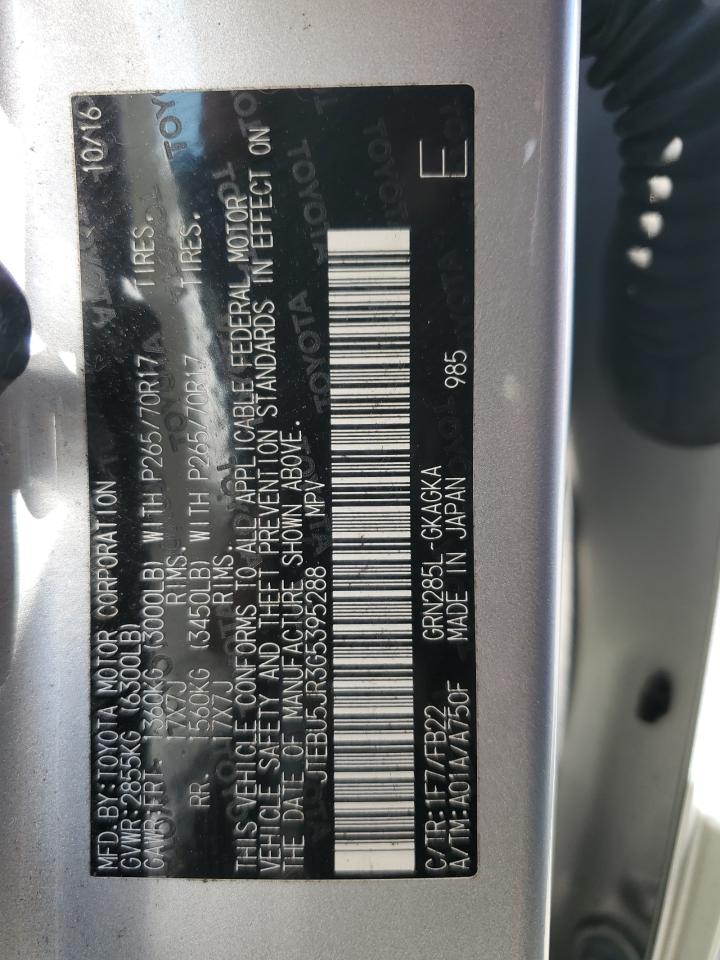 MFD. BY: TOYOTA MOTOR CORPORATION 10/16
GVWR: 2855KG (6300LB)
GAWR: FRT. 1360KG (3000LB) WITH P265/70R17 TIRES.
17X7J RIMS.
RR. 1560KG (3450LB) WITH P265/70R17 TIRES.
17X7J RIMS.
THIS VEHICLE CONFORMS TO ALL APPLICABLE FEDERAL MOTOR
VEHICLE SAFETY AND THEFT PREVENTION STANDARDS IN EFFECT ON
THE DATE OF MANUFACTURE SHOWN ABOVE.
JTEBU5JR3G5395288 MPV
E
C/TR: 1F7/FB22 GRN285L-GKAGKA
A/TM: A01A/A750F MADE IN JAPAN 985